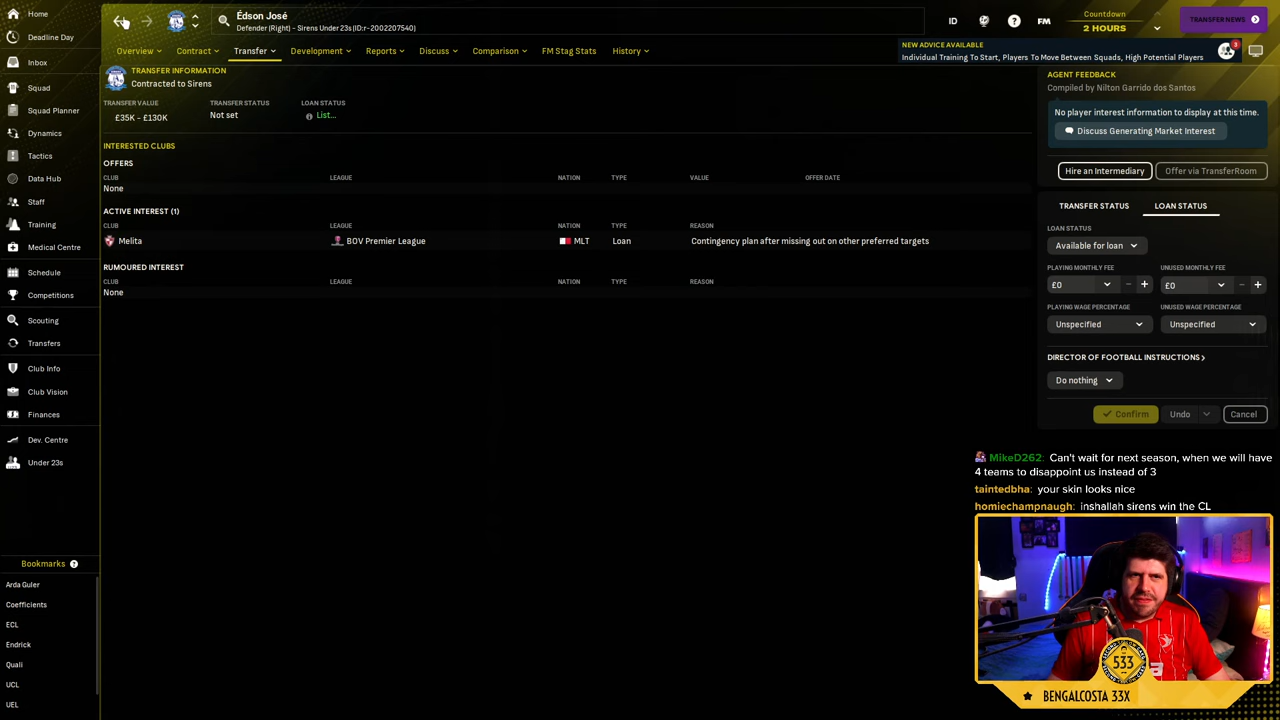 Home
Deadline Day
Inbox
Squad
Squad Planner
Dynamics
Tactics
Data Hub
Staff
Training
Medical Centre
Schedule
Competitions
Scouting
Transfers
Club Info
Club Vision
Finances
Dev. Centre
Under 23s
Bookmarks ?
Arda Guler
Coefficients
ECL
Endrick
Quali
UCL
UEL
Édson José
Defender (Right) - Sirens Under 23s (ID:r-2002207540)
ID ? FM
Countdown
2 HOURS
TRANSFER NEWS
Overview Contract Transfer Development Reports Discuss Comparison FM Stag Stats History
NEW ADVICE AVAILABLE
Individual Training To Start, Players To Move Between Squads, High Potential Players
3
TRANSFER INFORMATION
Contracted to Sirens
TRANSFER VALUE TRANSFER STATUS LOAN STATUS
£35K - £130K Not set List...
INTERESTED CLUBS
OFFERS
CLUB LEAGUE NATION TYPE VALUE OFFER DATE
None
ACTIVE INTEREST (1)
CLUB LEAGUE NATION TYPE REASON
Melita BOV Premier League MLT Loan Contingency plan after missing out on other preferred targets
RUMOURED INTEREST
CLUB LEAGUE NATION TYPE REASON
None
AGENT FEEDBACK
Compiled by Nilton Garrido dos Santos
No player interest information to display at this time.
Discuss Generating Market Interest
Hire an Intermediary Offer via TransferRoom
TRANSFER STATUS LOAN STATUS
LOAN STATUS
Available for loan
PLAYING MONTHLY FEE UNUSED MONTHLY FEE
£0 - + £0 - +
PLAYING WAGE PERCENTAGE UNUSED WAGE PERCENTAGE
Unspecified Unspecified
DIRECTOR OF FOOTBALL INSTRUCTIONS >
Do nothing
Confirm Undo Cancel
MikeD262: Can't wait for next season, when we will have
4 teams to disappoint us instead of 3
taintedbha: your skin looks nice
homiechampnaugh: inshallah sirens win the CL
533
BENGALCOSTA 33X